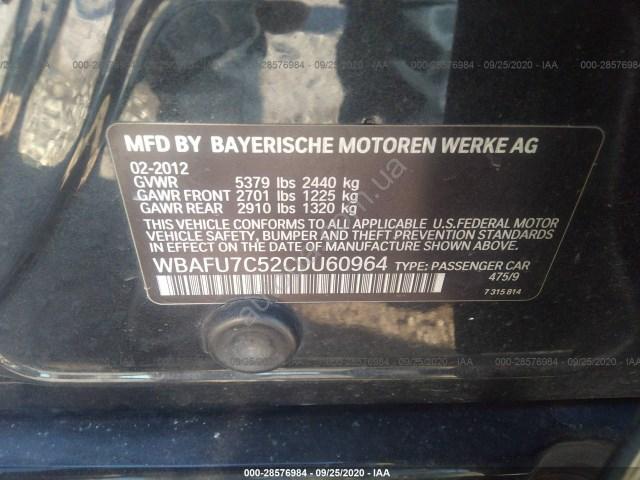 000-28576984 - 09/25/2020 - IAA
MFD BY BAYERISCHE MOTOREN WERKE AG
02-2012
GVWR 5379 lbs 2440 kg
GAWR FRONT 2701 lbs 1225 kg
GAWR REAR 2910 lbs 1320 kg
THIS VEHICLE CONFORMS TO ALL APPLICABLE U.S.FEDERAL MOTOR
VEHICLE SAFETY, BUMPER AND THEFT PREVENTION STANDARDS
IN EFFECT ON THE DATE OF MANUFACTURE SHOWN ABOVE.
WBAFU7C52CDU60964 TYPE: PASSENGER CAR
475/9
7 315 814
000-28576984 - 09/25/2020 - IAA